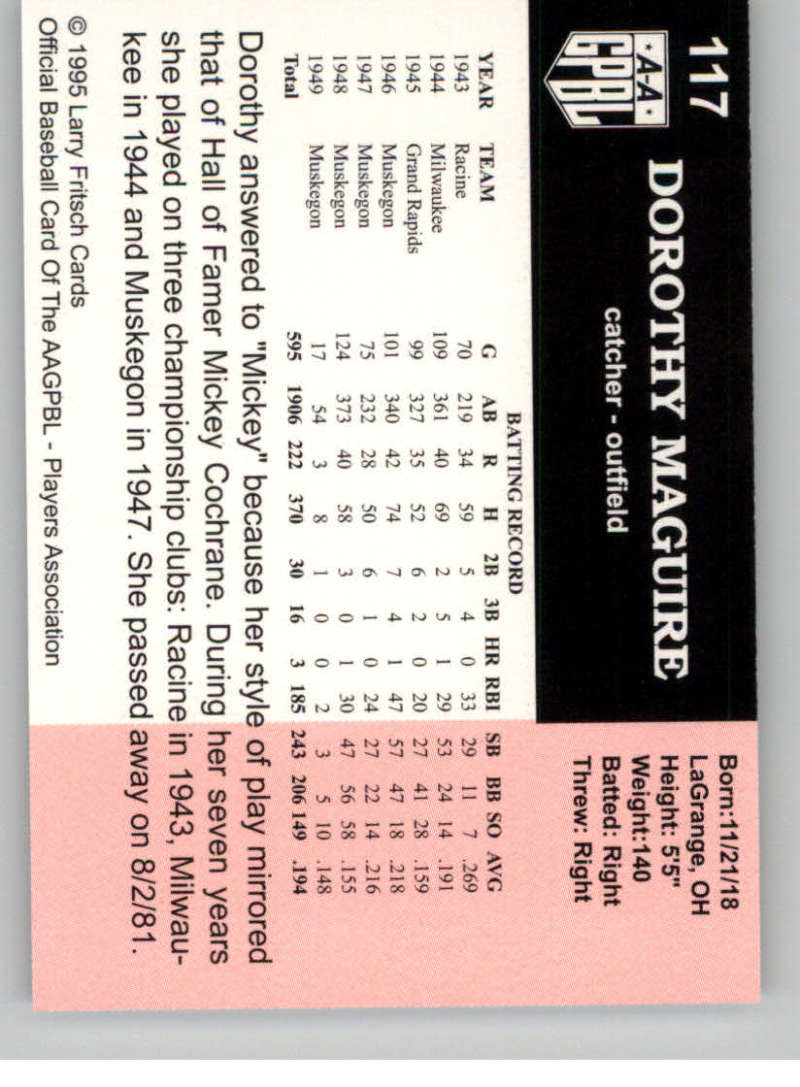 117
A-A
GPBL
DOROTHY MAGUIRE
catcher - outfield
Born:11/21/18
LaGrange, OH
Height: 5'5"
Weight:140
Batted: Right
Threw: Right
BATTING RECORD
YEAR TEAM G AB R H 2B 3B HR RBI SB BB SO AVG
1943 Racine 70 219 34 59 5 4 0 33 29 11 7 .269
1944 Milwaukee 109 361 40 69 2 5 1 29 53 24 14 .191
1945 Grand Rapids 99 327 35 52 6 2 0 20 27 41 28 .159
1946 Muskegon 101 340 42 74 7 4 1 47 57 47 18 .218
1947 Muskegon 75 232 28 50 6 1 0 24 27 22 14 .216
1948 Muskegon 124 373 40 58 3 0 1 30 47 56 58 .155
1949 Muskegon 17 54 3 8 1 0 0 2 3 5 10 .148
Total 595 1906 222 370 30 16 3 185 243 206 149 .194
Dorothy answered to "Mickey" because her style of play mirrored
that of Hall of Famer Mickey Cochrane. During her seven years
she played on three championship clubs: Racine in 1943, Milwau-
kee in 1944 and Muskegon in 1947. She passed away on 8/2/81.
© 1995 Larry Fritsch Cards
Official Baseball Card Of The AAGPBL - Players Association